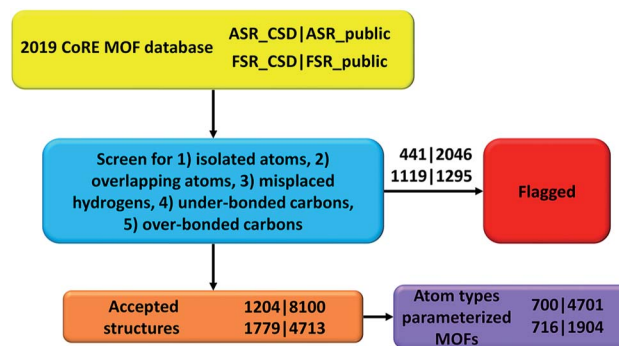 2019 CoRE MOF database
ASR_CSD|ASR_public
FSR_CSD|FSR_public
Screen for 1) isolated atoms, 2)
overlapping atoms, 3) misplaced
hydrogens, 4) under-bonded carbons,
5) over-bonded carbons
441|2046
1119|1295
Flagged
Accepted
structures
1204|8100
1779|4713
Atom types
parameterized
MOFs
700|4701
716|1904